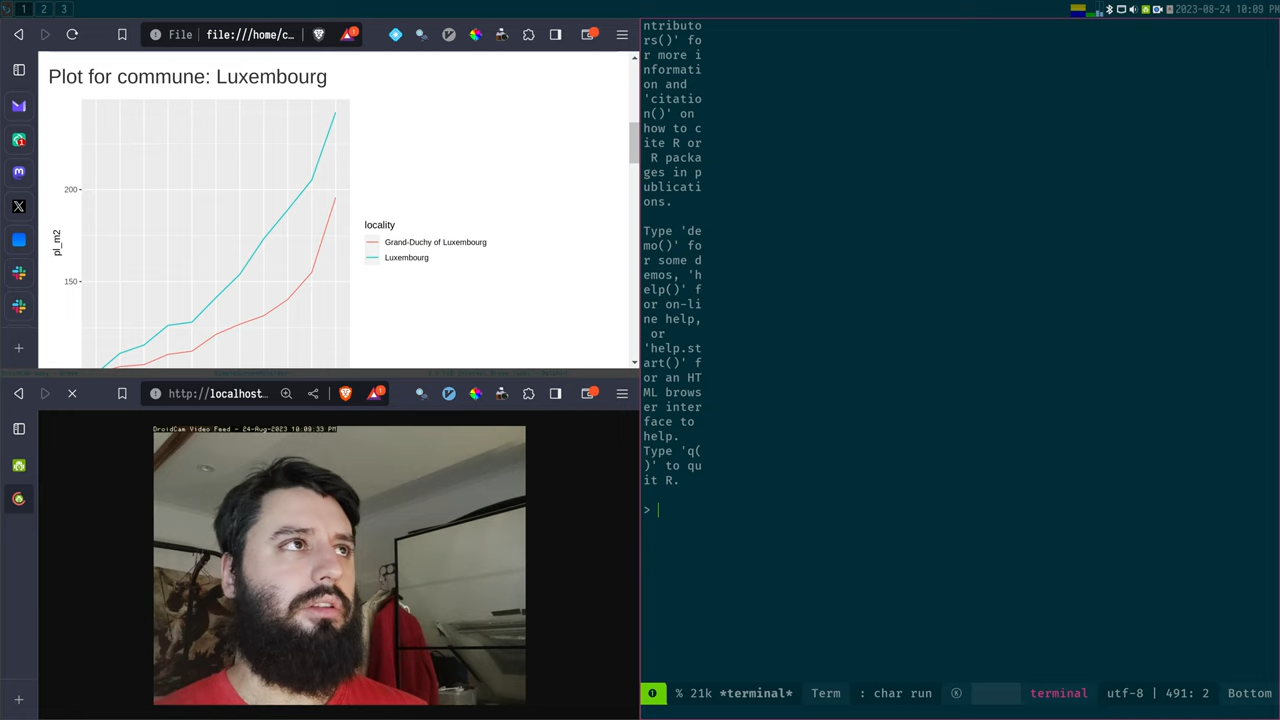 1 2 3
2023-08-24 10:09 PM
File file:///home/c…
Plot for commune: Luxembourg
200
150
pl_m2
locality
Grand-Duchy of Luxembourg
Luxembourg
http://localhost…
DroidCam Video Feed - 24-Aug-2023 10:09:33 PM
ntributo
rs()' fo
r more i
nformati
on and
'citatio
n()' on
how to c
ite R or
R packa
ges in p
ublicati
ons.
Type 'de
mo()' fo
r some d
emos, 'h
elp()' f
or on-li
ne help,
or
'help.st
art()' f
or an HT
ML brows
er inter
face to
help.
Type 'q(
)' to qu
it R.
>
% 21k *terminal* Term : char run terminal utf-8 | 491: 2 Bottom